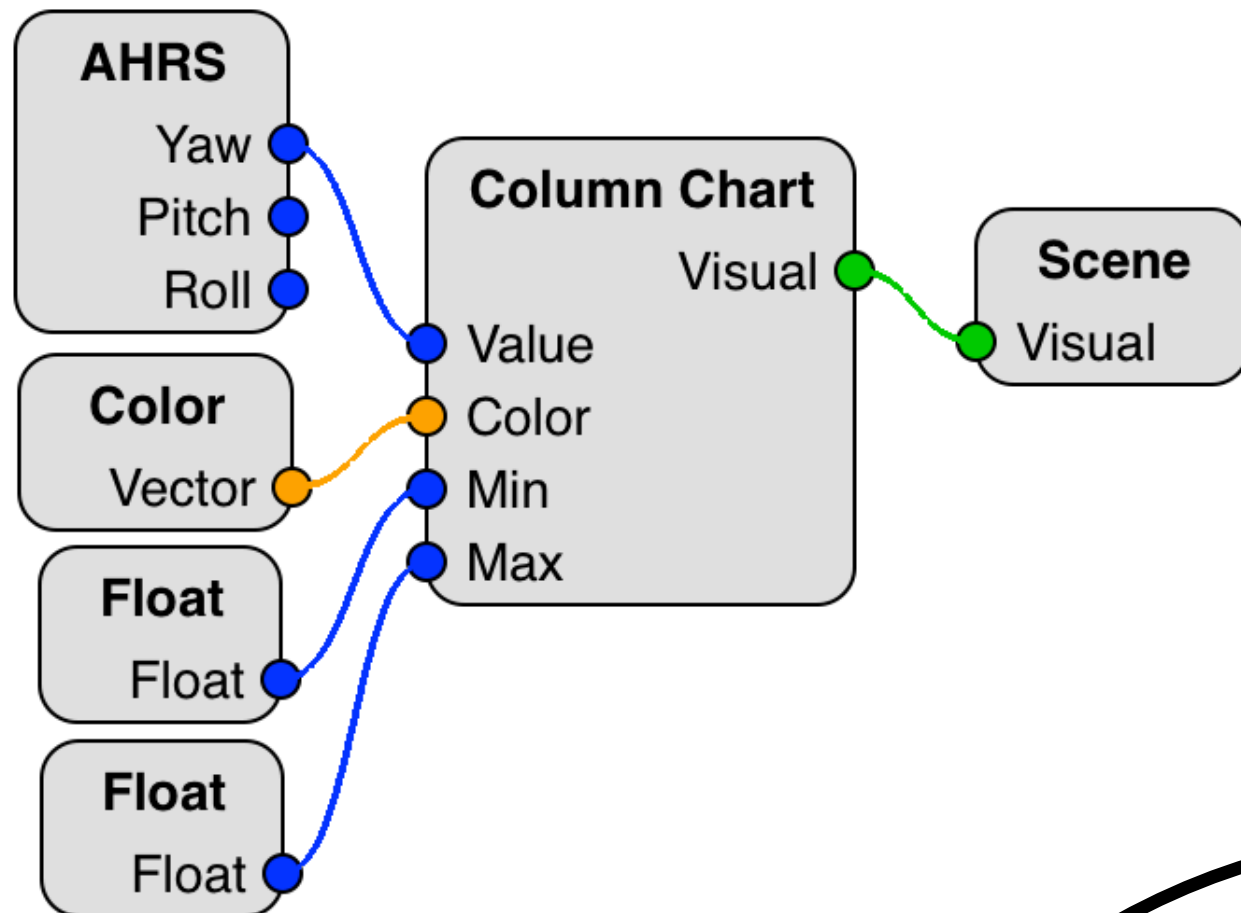 AHRS
Yaw
Pitch
Roll
Color
Vector
Float
Float
Float
Float
Column Chart
Visual
Value
Color
Min
Max
Scene
Visual